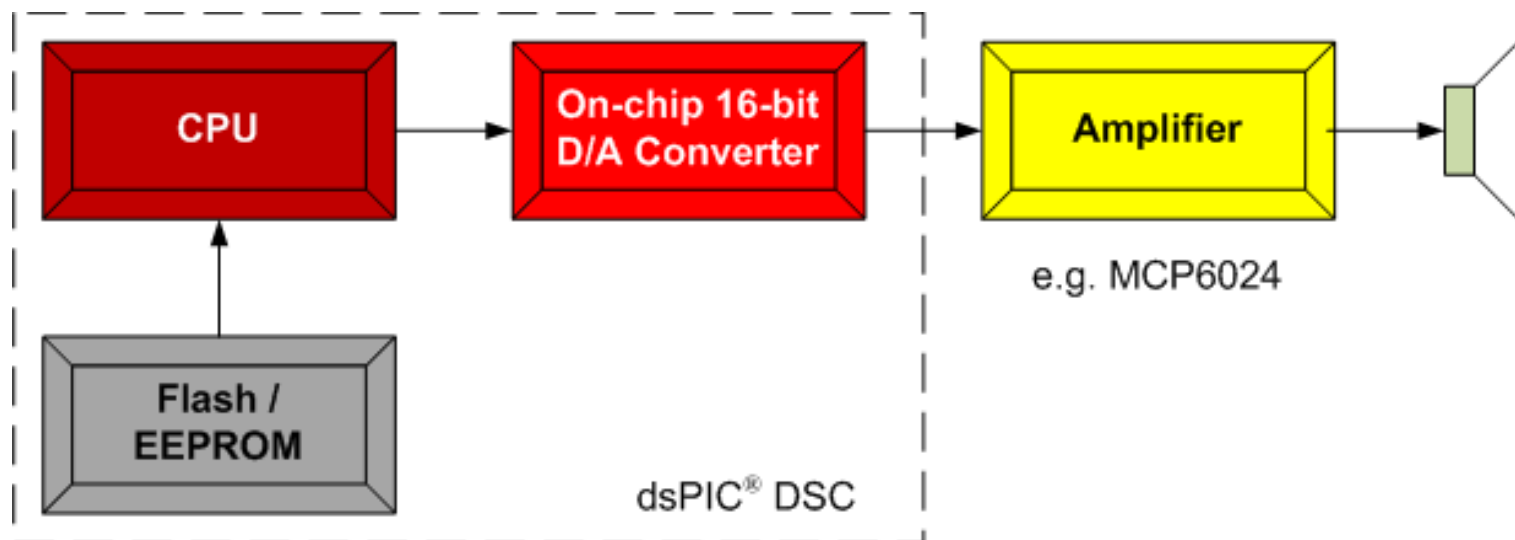 CPU
On-chip 16-bit
D/A Converter
Amplifier
e.g. MCP6024
Flash /
EEPROM
dsPIC® DSC